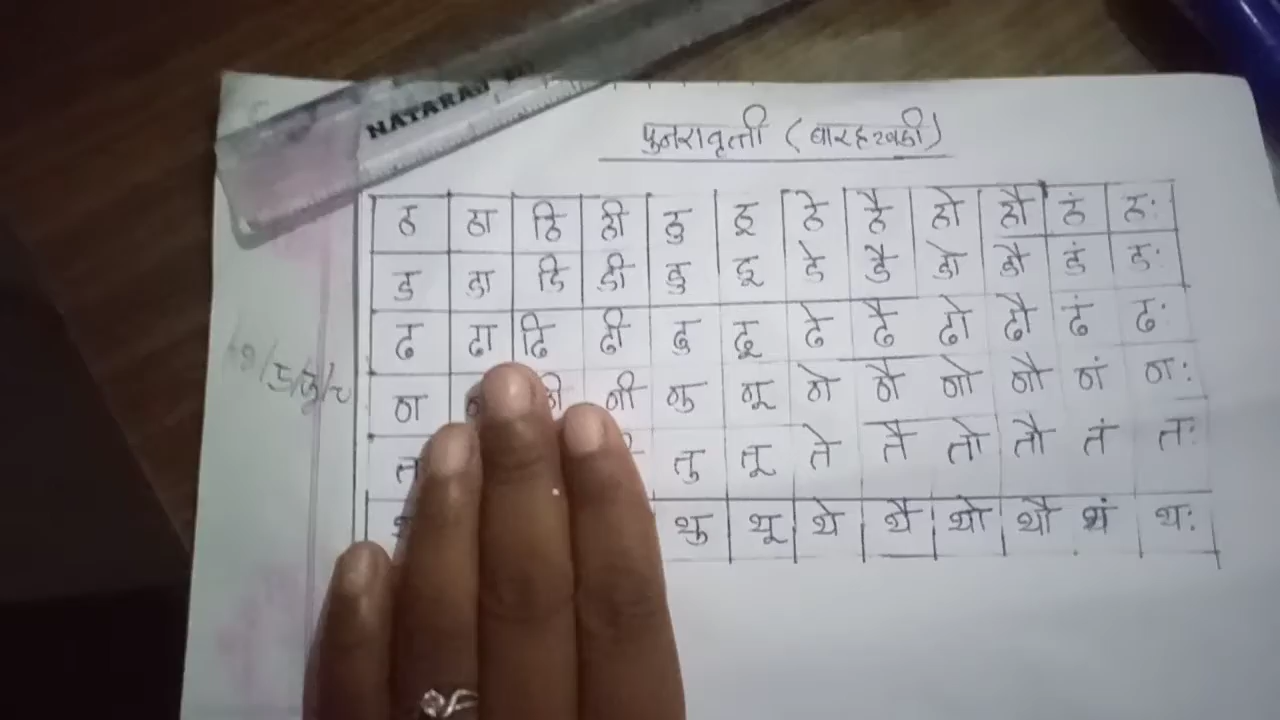 NATARAJ
पुनरावृत्ती (बारहखडी)
ठ ठा ठि ठी ठु ठू ठे ठै ठो ठौ ठं ठः
ड डा डि डी डु डू डे डै डो डौ डं डः
ढ ढा ढि ढी ढु ढू ढे ढै ढो ढौ ढं ढः
ण णी णु णू णे णै णो णौ णं णः
त तु तू ते तै तो तौ तं तः
थु थू थे थै थो थौ थं थः